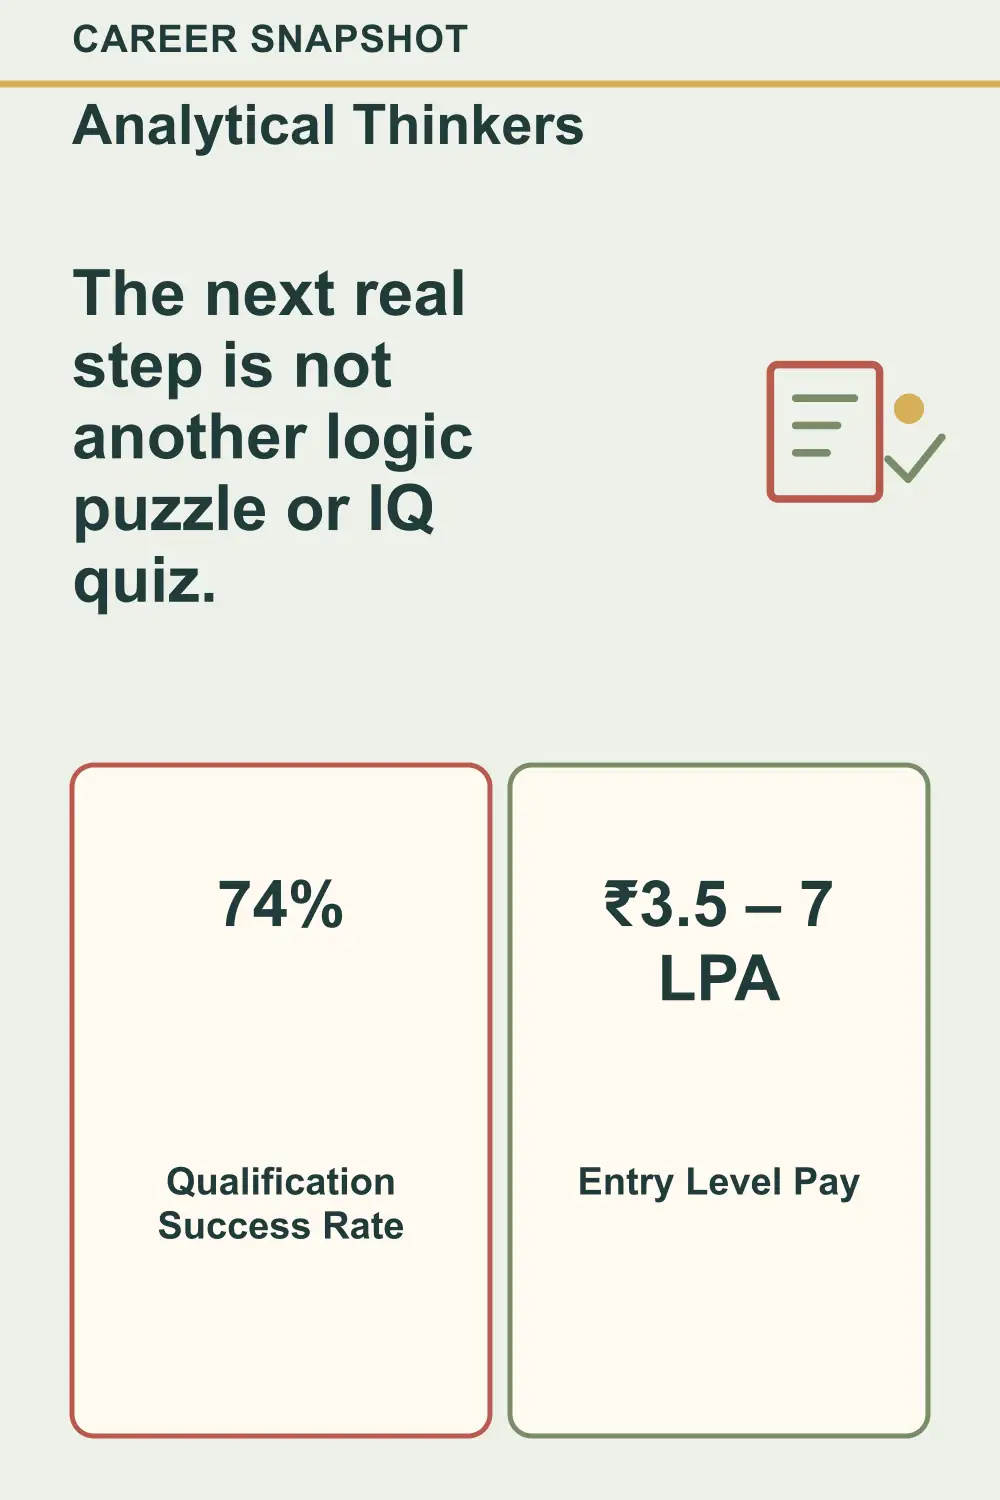 CAREER SNAPSHOT
Analytical Thinkers
The next real
step is not
another logic
puzzle or IQ
quiz.
74%
Qualification
Success Rate
₹3.5 – 7
LPA
Entry Level Pay